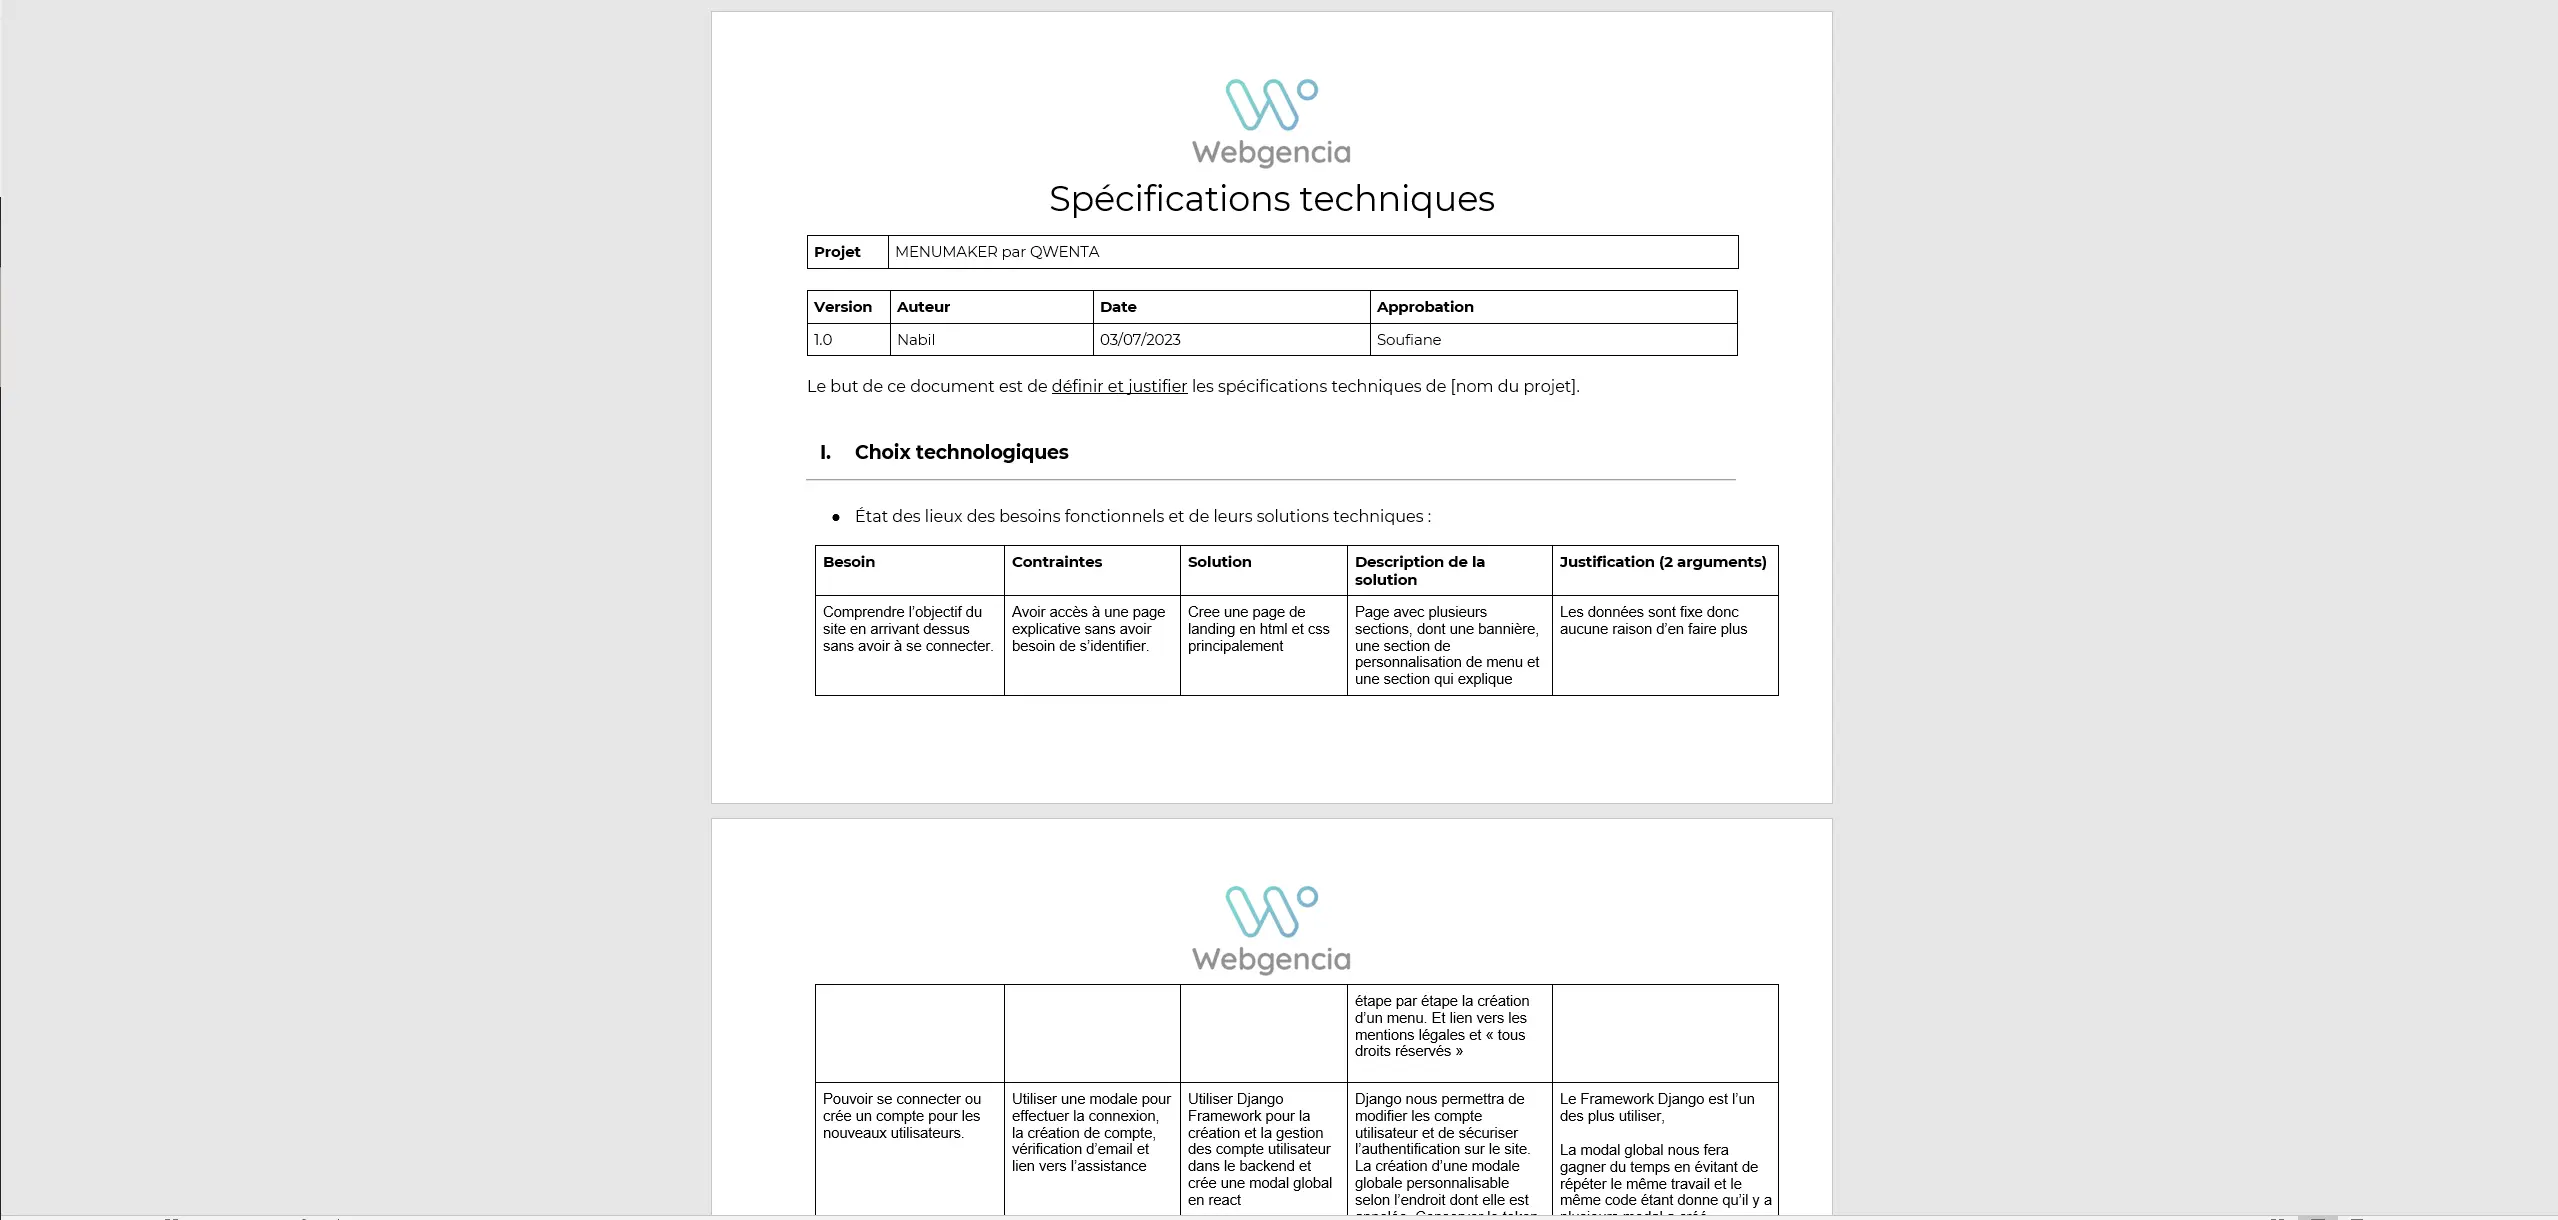 Webgencia
Spécifications techniques
Projet MENUMAKER par QWENTA
Version Auteur Date Approbation
1.0 Nabil 03/07/2023 Soufiane
Le but de ce document est de définir et justifier les spécifications techniques de [nom du projet].
I. Choix technologiques
● État des lieux des besoins fonctionnels et de leurs solutions techniques :
Besoin
Contraintes
Solution
Description de la
solution
Justification (2 arguments)
Comprendre l’objectif du
site en arrivant dessus
sans avoir à se connecter.
Avoir accès à une page
explicative sans avoir
besoin de s’identifier.
Cree une page de
landing en html et css
principalement
Page avec plusieurs
sections, dont une bannière,
une section de
personnalisation de menu et
une section qui explique
Les données sont fixe donc
aucune raison d’en faire plus
Webgencia
étape par étape la création
d’un menu. Et lien vers les
mentions légales et « tous
droits réservés »
Pouvoir se connecter ou
crée un compte pour les
nouveaux utilisateurs.
Utiliser une modale pour
effectuer la connexion,
la création de compte,
vérification d’email et
lien vers l’assistance
Utiliser Django
Framework pour la
création et la gestion
des compte utilisateur
dans le backend et
crée une modal global
en react
Django nous permettra de
modifier les compte
utilisateur et de sécuriser
l’authentification sur le site.
La création d’une modale
globale personnalisable
selon l’endroit dont elle est
Le Framework Django est l’un
des plus utiliser,
La modal global nous fera
gagner du temps en évitant de
répéter le même travail et le
même code étant donne qu’il y a